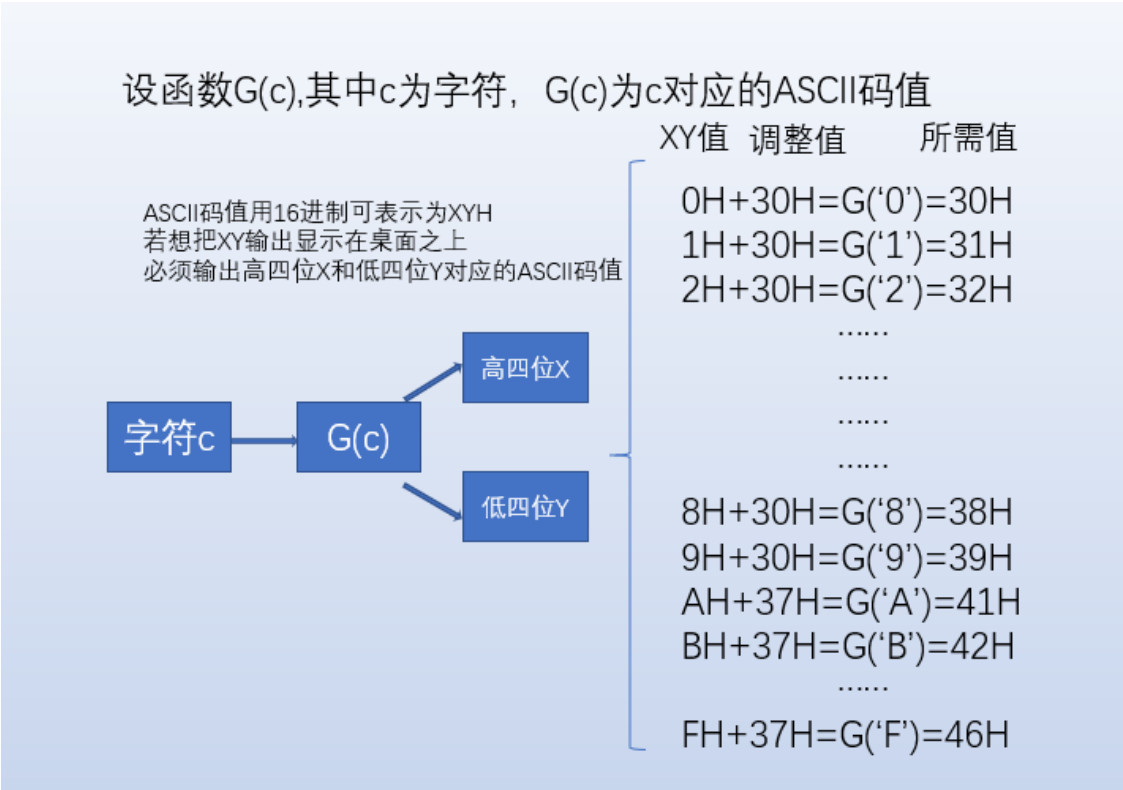 设函数G(c),其中c为字符，G(c)为c对应的ASCII码值
XY值 调整值 所需值
ASCII码值用16进制可表示为XYH
若想把XY输出显示在桌面之上
必须输出高四位X和低四位Y对应的ASCII码值
字符c
G(c)
高四位X
低四位Y
0H+30H=G(‘0’)=30H
1H+30H=G(‘1’)=31H
2H+30H=G(‘2’)=32H
……
……
……
……
8H+30H=G(‘8’)=38H
9H+30H=G(‘9’)=39H
AH+37H=G(‘A’)=41H
BH+37H=G(‘B’)=42H
……
FH+37H=G(‘F’)=46H